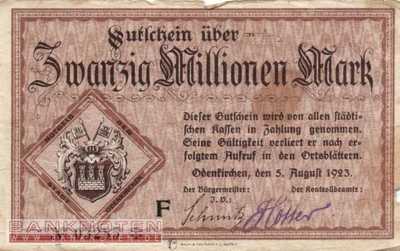 Gutschein über
Zwanzig Millionen Mark
Dieser Gutschein wird von allen städti-
schen Kassen in Zahlung genommen.
Seine Gültigkeit verliert er nach er-
folgtem Aufruf in den Ortsblättern.
Odenkirchen, den 5. August 1923.
Der Bürgermeister: Der Kontrollbeamte:
J.V.:
F
Schmitz
BANKNOTEN